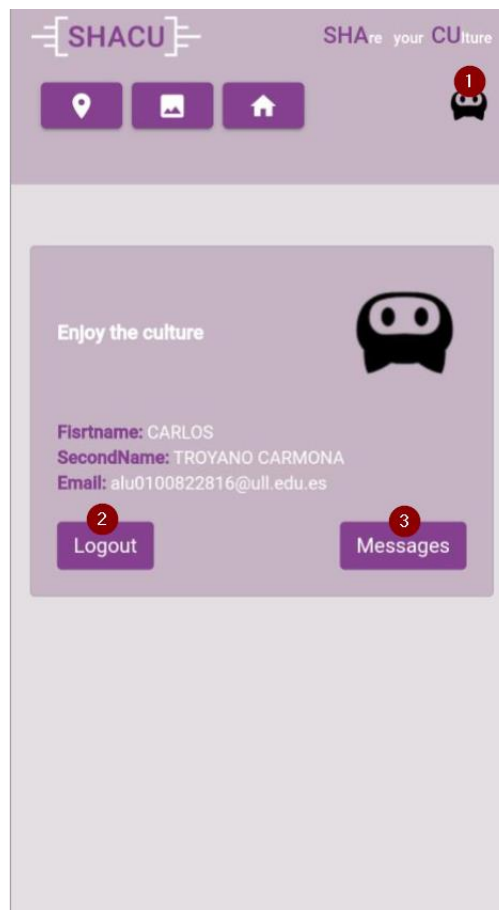 SHACU
SHAre your CUlture
1
Enjoy the culture
Fisrtname: CARLOS
SecondName: TROYANO CARMONA
Email: alu0100822816@ull.edu.es
2
3
Logout
Messages